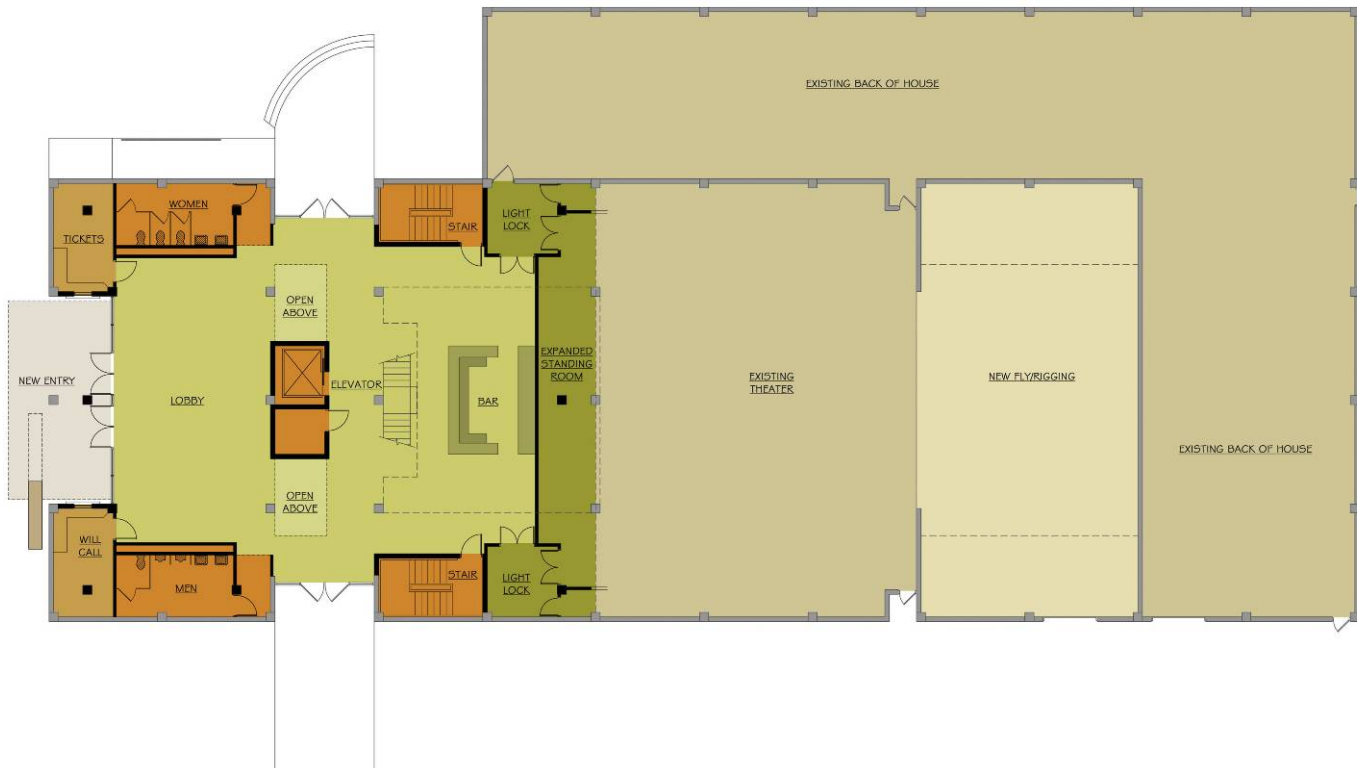 EXISTING BACK OF HOUSE
WOMEN
TICKETS
STAIR
LIGHT
LOCK
OPEN
ABOVE
NEW ENTRY
LOBBY
ELEVATOR
BAR
EXPANDED
STANDING
ROOM
EXISTING
THEATER
NEW FLY/RIGGING
EXISTING BACK OF HOUSE
OPEN
ABOVE
WILL
CALL
MEN
STAIR
LIGHT
LOCK